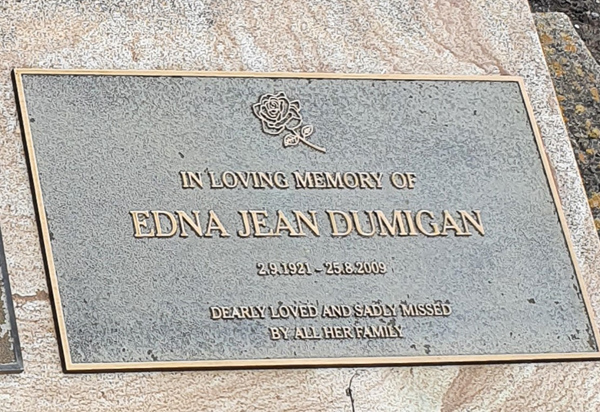 IN LOVING MEMORY OF
EDNA JEAN DUMIGAN
2.9.1921 - 25.8.2009
DEARLY LOVED AND SADLY MISSED
BY ALL HER FAMILY